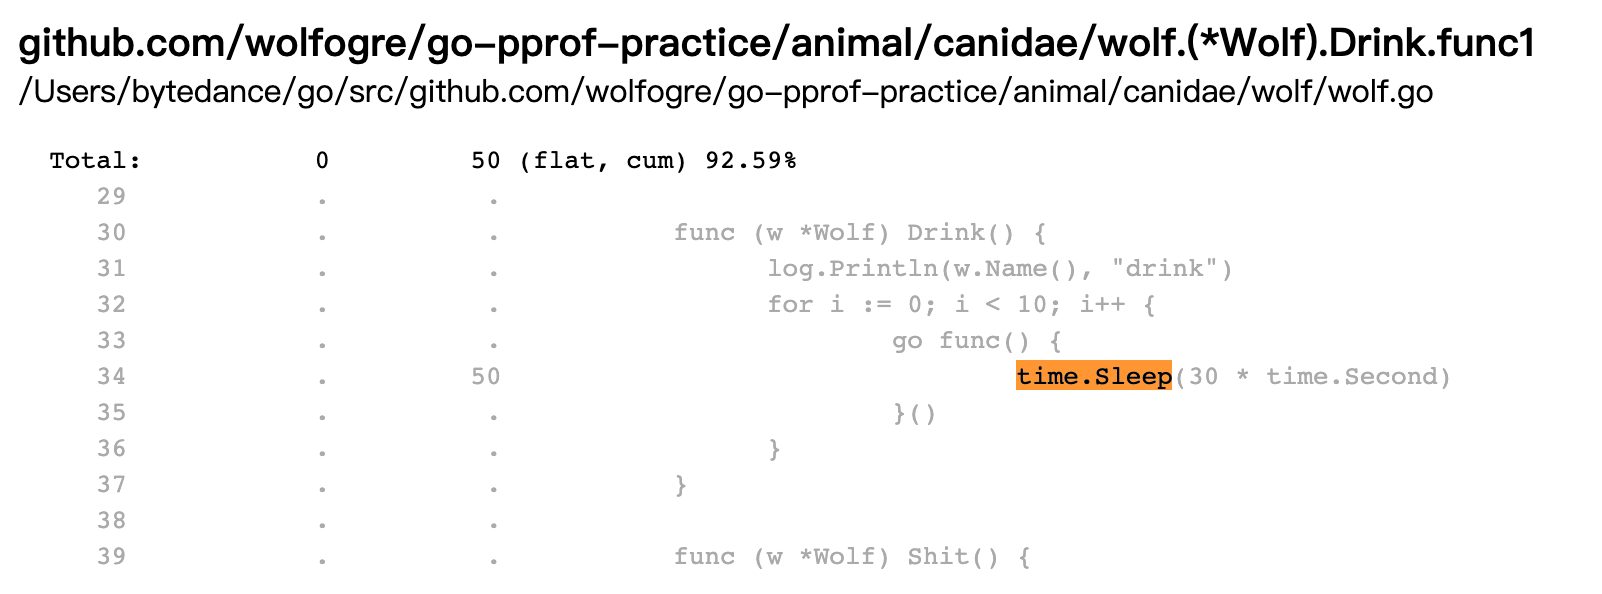 github.com/wolfogre/go-pprof-practice/animal/canidae/wolf.(*Wolf).Drink.func1
/Users/bytedance/go/src/github.com/wolfogre/go-pprof-practice/animal/canidae/wolf/wolf.go
Total: 0 50 (flat, cum) 92.59%
29 . .
30 . . func (w *Wolf) Drink() {
31 . . log.Println(w.Name(), "drink")
32 . . for i := 0; i < 10; i++ {
33 . . go func() {
34 . 50 time.Sleep(30 * time.Second)
35 . . }()
36 . . }
37 . . }
38 . .
39 . . func (w *Wolf) Shit() {